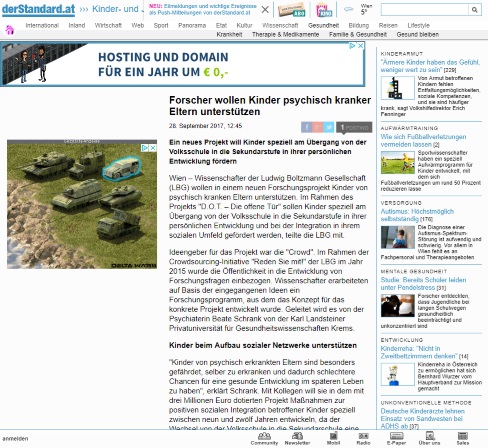 derStandard.at
››› Kinder- und J
NEU: Eilmeldungen und wichtige Ereignisse
als Push-Mitteilungen von derStandard.at
ABO
Wien
5°
International Inland Wirtschaft Web Sport Panorama Etat Kultur Wissenschaft Gesundheit Bildung Reisen Lifestyle
Krankheit Therapie & Medikamente Familie & Gesundheit Gesund bleiben
HOSTING UND DOMAIN
FÜR EIN JAHR UM € 0,-
Forscher wollen Kinder psychisch kranker
Eltern unterstützen
28. September 2017, 12:45
Ein neues Projekt will Kinder speziell am Übergang von der
Volksschule in die Sekundarstufe in ihrer persönlichen
Entwicklung fördern
Wien – Wissenschafter der Ludwig Boltzmann Gesellschaft
(LBG) wollen in einem neuen Forschungsprojekt Kinder von
psychisch kranken Eltern unterstützen. Im Rahmen des
Projekts "D.O.T. – Die offene Tür" sollen Kinder speziell am
Übergang von der Volksschule in die Sekundarstufe in ihrer
persönlichen Entwicklung und bei der Integration in ihrem
sozialen Umfeld gefördert werden, teilte die LBG mit.
Ideengeber für das Projekt war die "Crowd". Im Rahmen der
Crowdsourcing-Initiative "Reden Sie mit!" der LBG im Jahr
2015 wurde die Öffentlichkeit in die Entwicklung von
Forschungsfragen einbezogen. Wissenschafter erarbeiteten
auf Basis der eingegangenen Ideen ein
Forschungsprogramm, aus dem das Konzept für das
konkrete Projekt entwickelt wurde. Geleitet wird es von der
Psychologin Beate Schrank von der Karl Landsteiner
Privatuniversität für Gesundheitswissenschaften Krems.
Kinder beim Aufbau sozialer Netzwerke unterstützen
"Kinder von psychisch erkrankten Eltern sind besonders
gefährdet, selber zu erkranken und dadurch schlechtere
Chancen für eine gesunde Entwicklung im späteren Leben
zu haben", erklärt Schrank. Mit Kollegen will sie in dem mit
drei Millionen Euro dotierten Projekt Maßnahmen zur
positiven sozialen Integration betroffener Kinder speziell
zwischen neun und zwölf Jahren entwickeln, da der
Wechsel von der Volksschule in die Sekundarstufe eine
KINDERARMUT
"Ärmere Kinder haben das Gefühl,
weniger wert zu sein" [229]
Von Armut betroffenen
Kindern fehlen
Entfaltungsmöglichkeiten,
soziale Kompetenzen,
und sie sind häufiger
krank, sagt Volkshilfedirektor Erich
Fenninger
AUFWÄRMTRAINING
Wie sich Fußballverletzungen
vermeiden lassen [2]
Sportwissenschafter
haben ein speziell
Aufwärmprogramm für
Kinder entwickelt, mit
dem sich
Fußballverletzungen um rund 50 Prozent
reduzieren lasse
VERSORGUNG
Autismus: Höchstmöglich
selbstständig [176]
Die Diagnose einer
Autismus-Spektrum-
Störung ist aufwendig und
schwierig. Vor allem in
Wien fehlt es an
Fachpersonal und Therapieangeboten
MENTALE GESUNDHEIT
Studie: Bereits Schüler leiden
unter Pendelstress [31]
Forscher entdeckten,
dass Jugendliche bei
langen Schulwegen
gesundheitlich
beeinträchtigt und
unkonzentriert sind
ENTWICKLUNG
Kinderreha: "Nicht in
Zweitbettzimmern denken" [14]
Kinderreha in Österreich
zu ermöglichen hat sich
Bernhard Wurzer vom
Hauptverband zur Mission
gemacht
UNKONVENTIONELLE METHODE
Deutsche Kinderärzte lehnen
Einsatz von Sandwesten bei
ADHS ab [37]
anmelden
Community Newsletter Mobil Radio E-Paper Über uns Sales